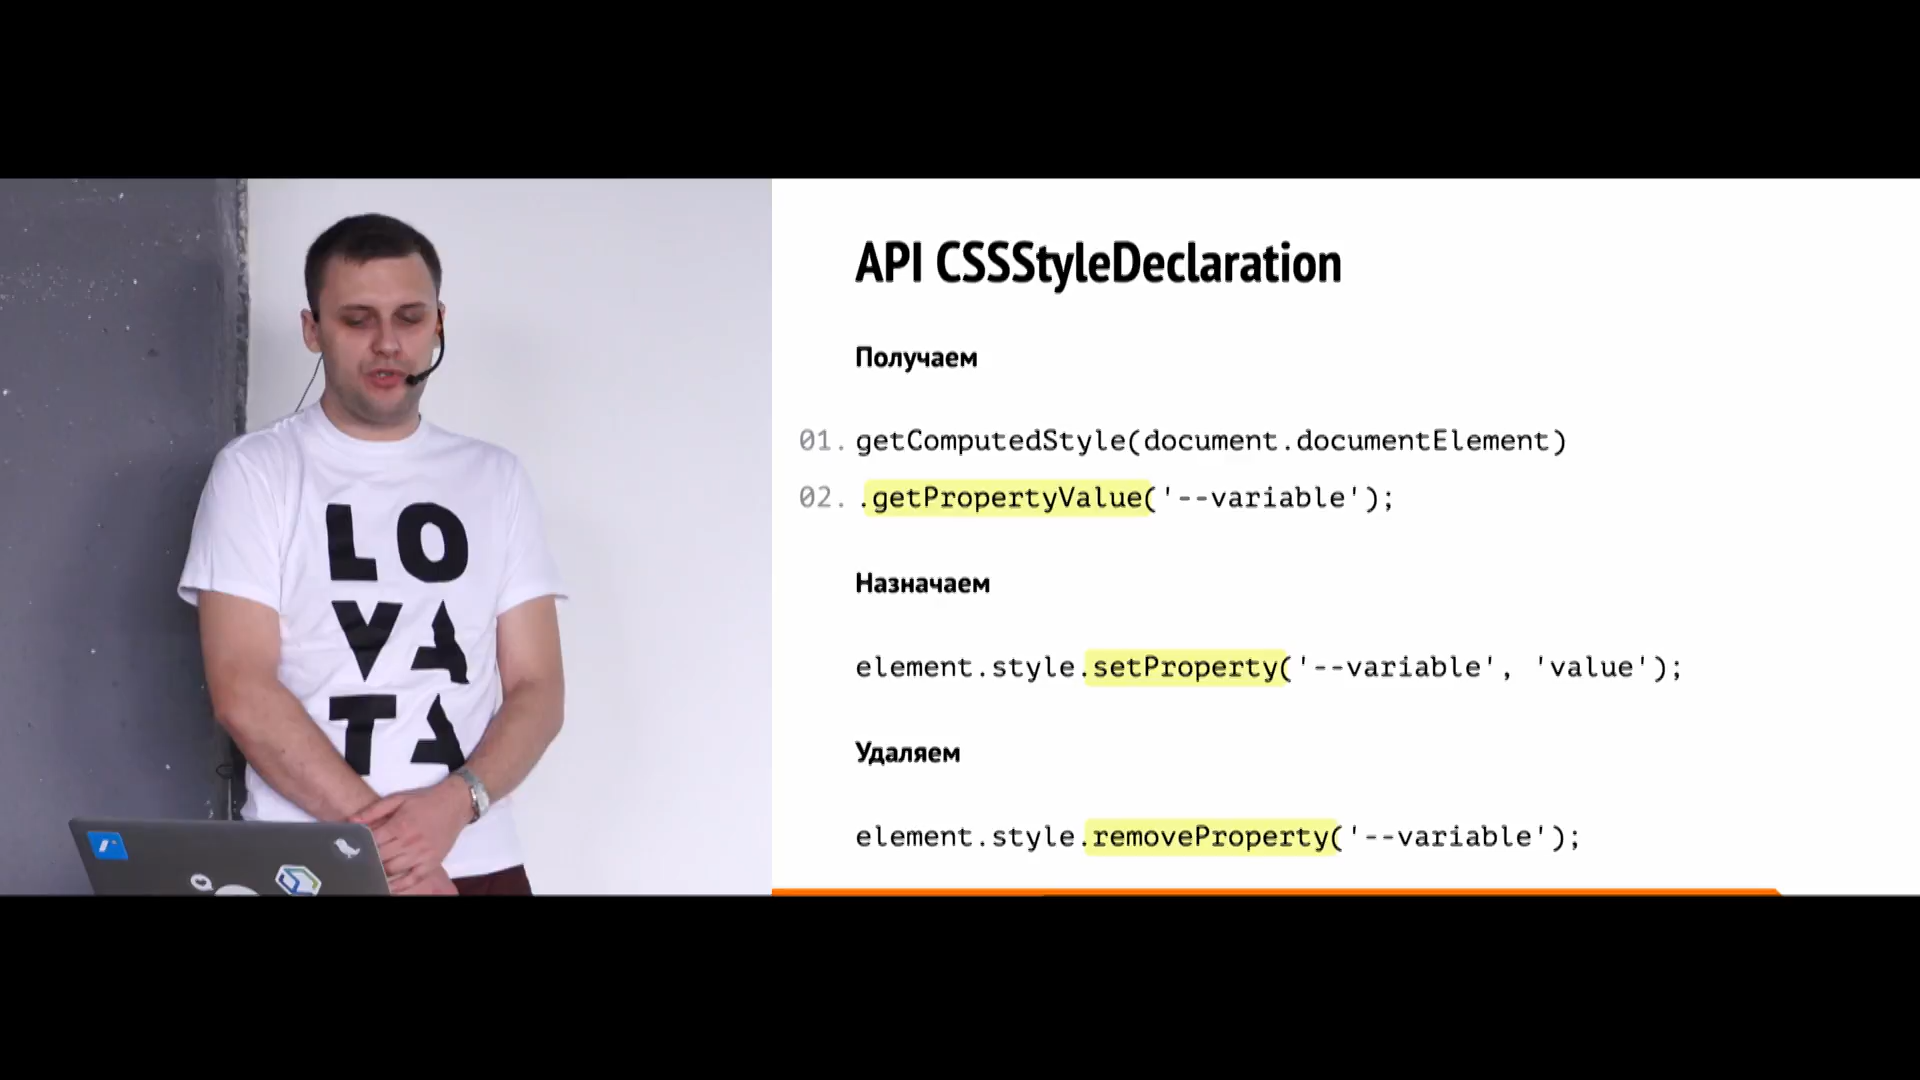 LO
VA
TA
API CSSStyleDeclaration
Получаем
01. getComputedStyle(document.documentElement)
02. .getPropertyValue('--variable');
Назначаем
element.style.setProperty('--variable', 'value');
Удаляем
element.style.removeProperty('--variable');